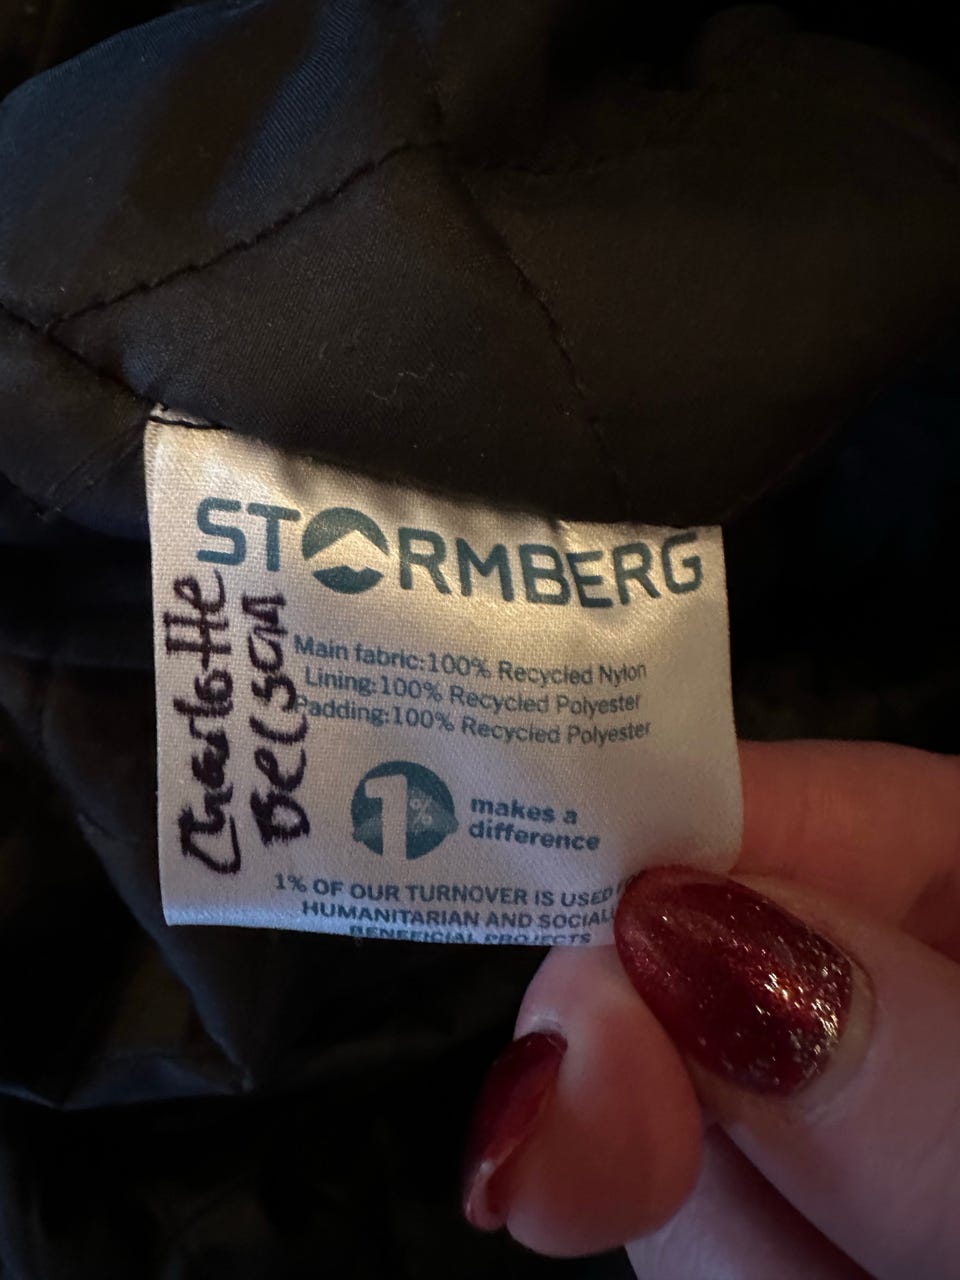 STORMBERG
Main fabric:100% Recycled Nylon
Lining:100% Recycled Polyester
Padding:100% Recycled Polyester
1%
makes a
difference
1% OF OUR TURNOVER IS USED
HUMANITARIAN AND SOCIAL
BENEFICIAL PROJECTS
Charlotte